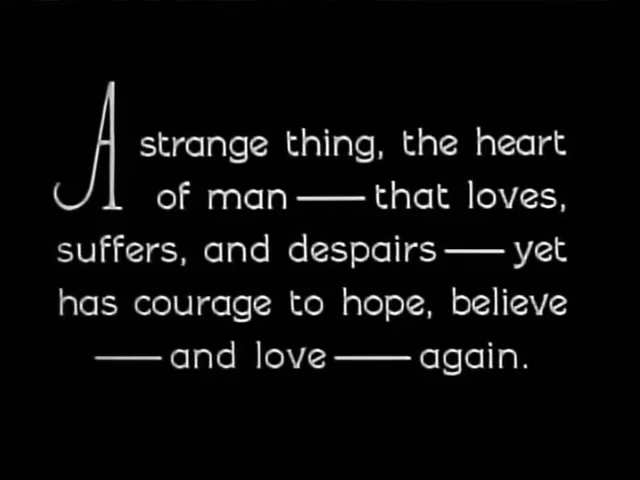 A strange thing, the heart
of man — that loves,
suffers, and despairs — yet
has courage to hope, believe
— and love — again.